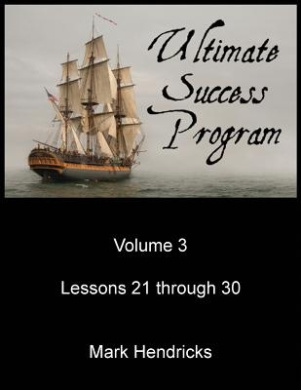 Ultimate
Success
Program
Volume 3
Lessons 21 through 30
Mark Hendricks